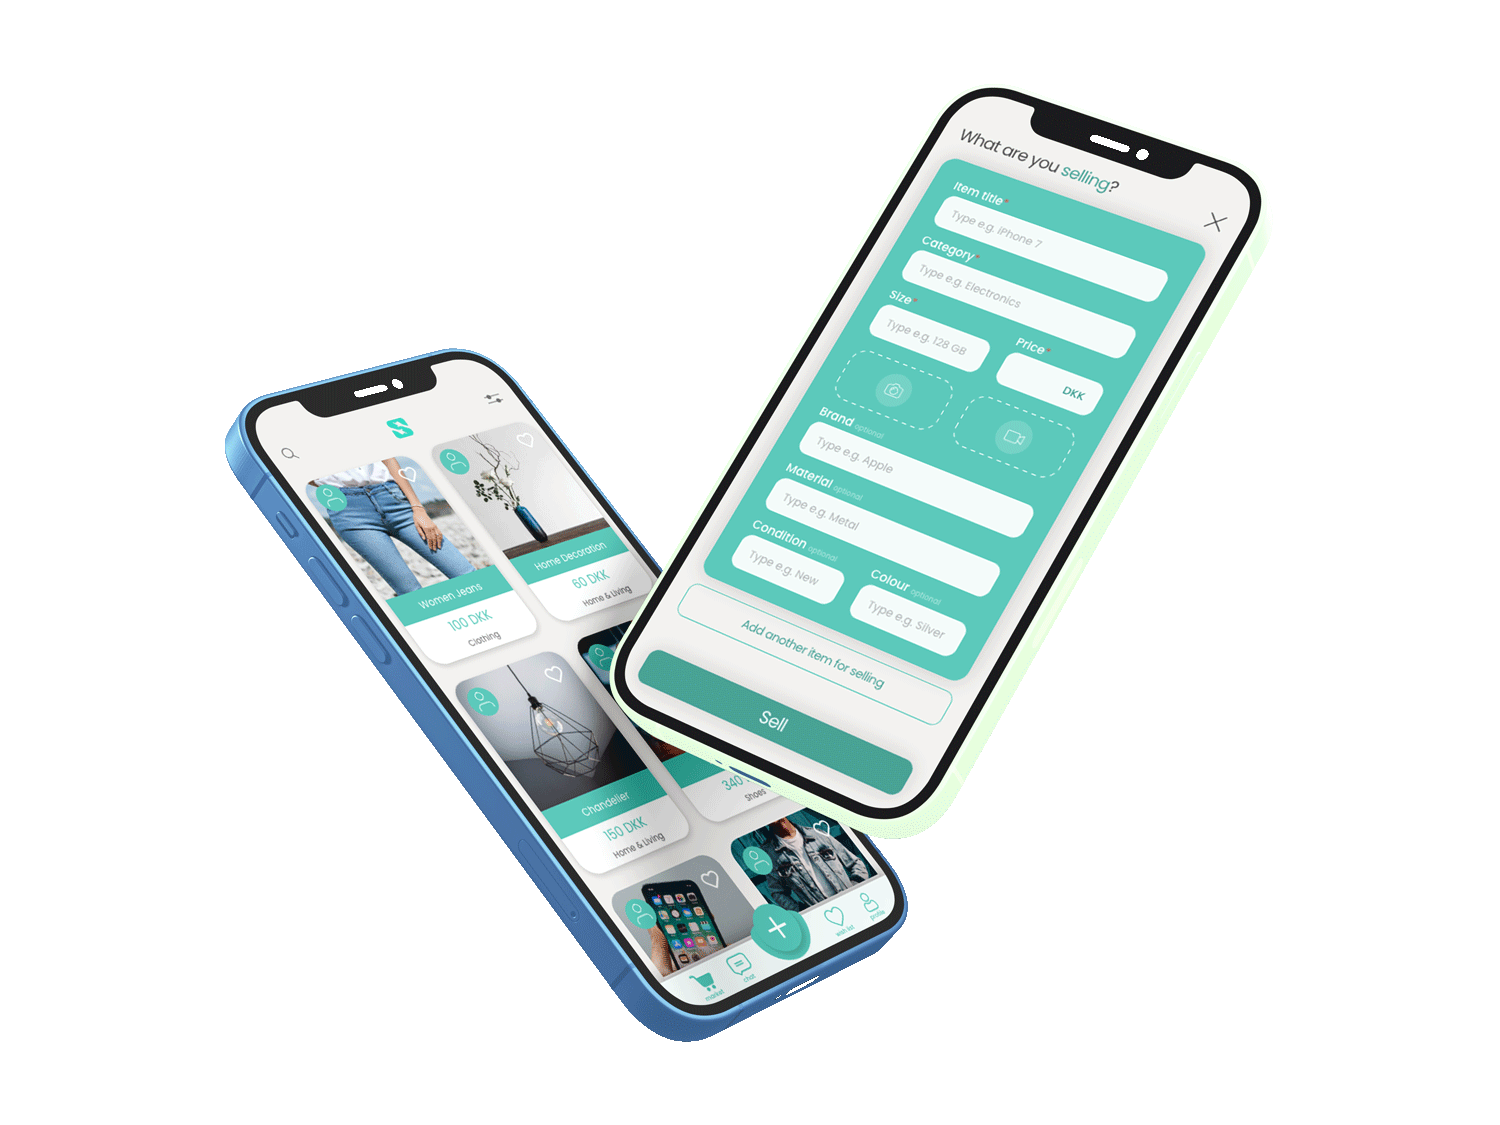 What are you selling?
Item title *
Type e.g. iPhone 7
Category *
Type e.g. Electronics
Size *
Type e.g. 128 GB
Price *
DKK
Brand optional
Type e.g. Apple
Material optional
Type e.g. Metal
Condition optional
Type e.g. New
Colour optional
Type e.g. Silver
Add another item for selling
Sell
Women Jeans
100 DKK
Clothing
Home Decoration
60 DKK
Home & Living
Chandelier
150 DKK
Home & Living
340
Shoes
market
chat
wish list
profile